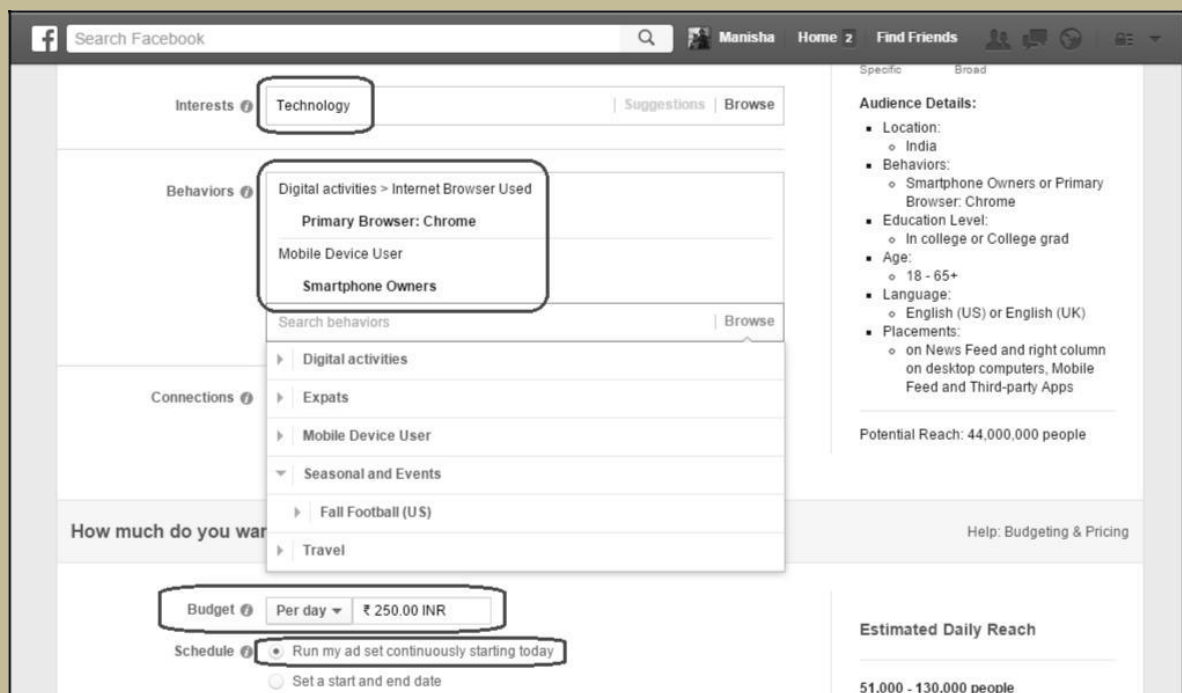 f
Search Facebook
Manisha
Home 2
Find Friends
Interests
Technology
Suggestions
Browse
Behaviors
Digital activities > Internet Browser Used
Primary Browser: Chrome
Mobile Device User
Smartphone Owners
Search behaviors
Browse
Digital activities
Expats
Mobile Device User
Seasonal and Events
Fall Football (US)
Travel
Connections
How much do you wan
Help: Budgeting & Pricing
Budget
Per day
₹ 250.00 INR
Schedule
Run my ad set continuously starting today
Set a start and end date
Specific
Broad
Audience Details:
Location:
India
Behaviors:
Smartphone Owners or Primary
Browser: Chrome
Education Level:
In college or College grad
Age:
18 - 65+
Language:
English (US) or English (UK)
Placements:
on News Feed and right column
on desktop computers, Mobile
Feed and Third-party Apps
Potential Reach: 44,000,000 people
Estimated Daily Reach
51,000 - 130,000 people